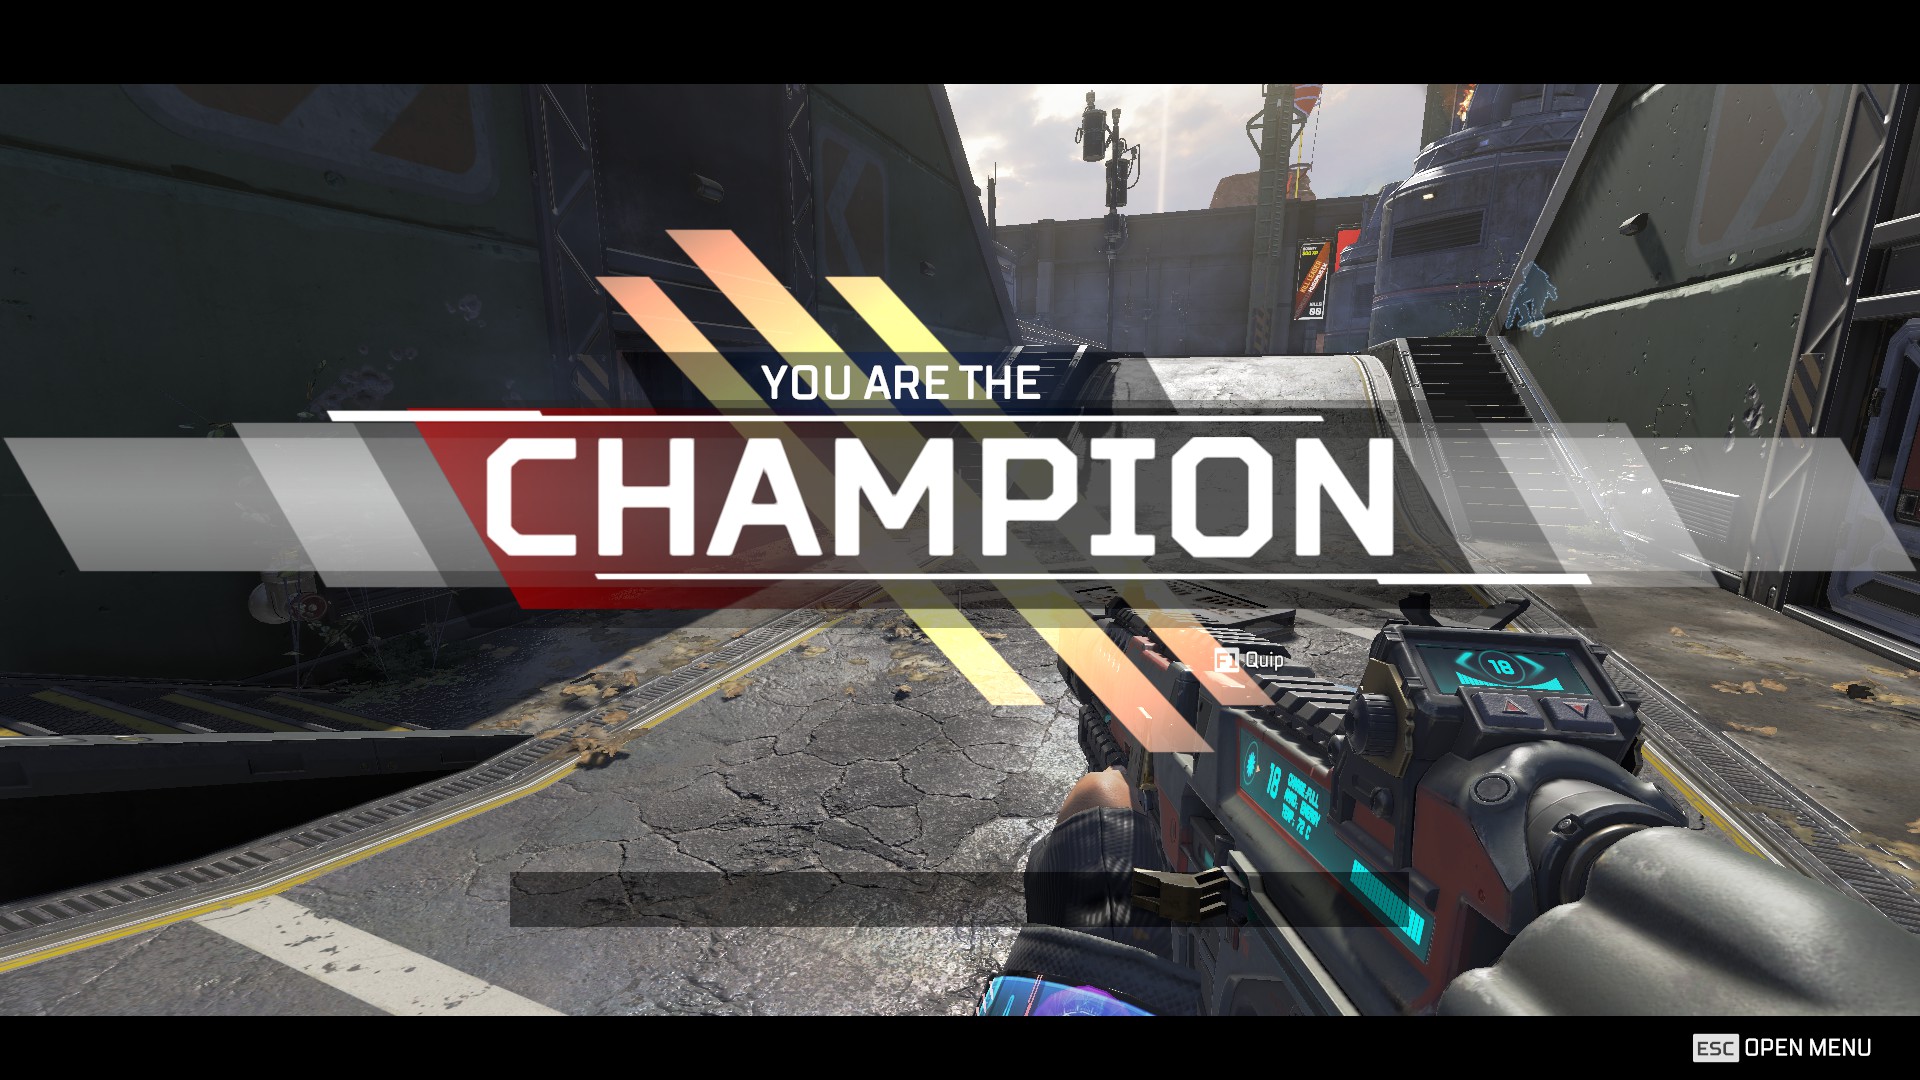 YOU ARE THE
CHAMPION
F1 Quip
18
18
ESC OPEN MENU